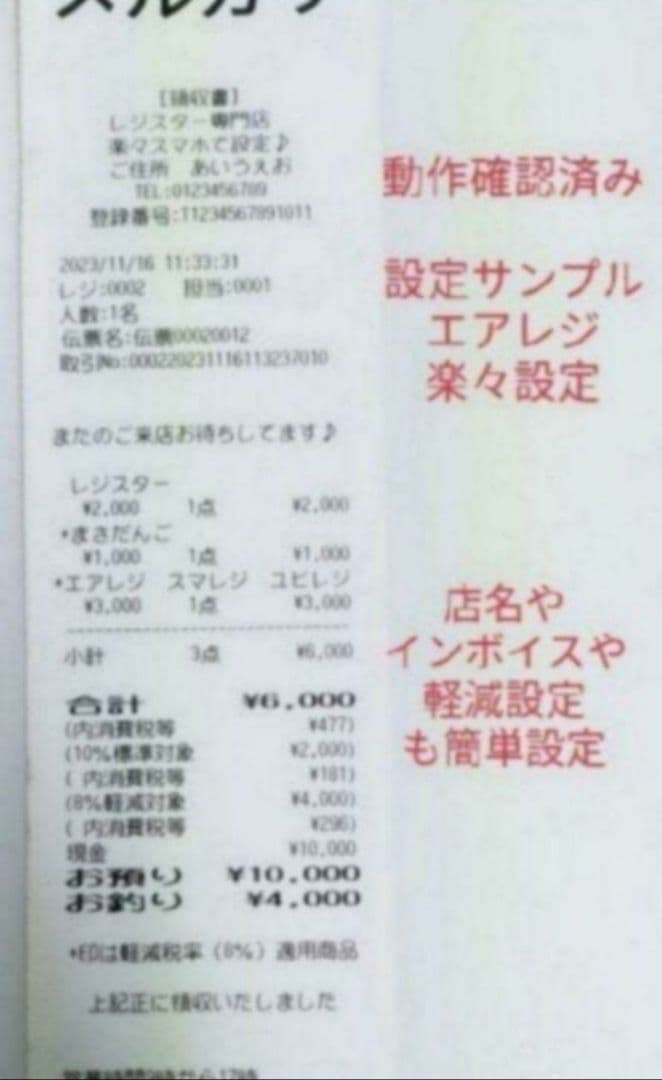 メルカリ
[領収書]
レジスター専門店
楽々スマホで設定♪
ご住所 あいうえお
TEL:0123456789
登録番号:T1234567891011
動作確認済み
2023/11/16 11:33:31
レジ:0002 担当:0001
人数:1名
伝票名:伝票00020012
取引No:000220231116113237010
設定サンプル
エアレジ
楽々設定
またのご来店お待ちしてます♪
レジスター
¥2,000 1点 ¥2,000
*まさだんご
¥1,000 1点 ¥1,000
*エアレジ スマレジ ユビレジ
¥3,000 1点 ¥3,000
小計 3点 ¥6,000
店名や
インボイスや
軽減設定
も簡単設定
合計 ¥6,000
(内消費税等 ¥477)
(10%標準対象 ¥2,000)
( 内消費税等 ¥181)
(8%軽減対象 ¥4,000)
( 内消費税等 ¥296)
現金 ¥10,000
お預り ¥10,000
お釣り ¥4,000
*印は軽減税率(8%)適用商品
上記正に領収いたしました